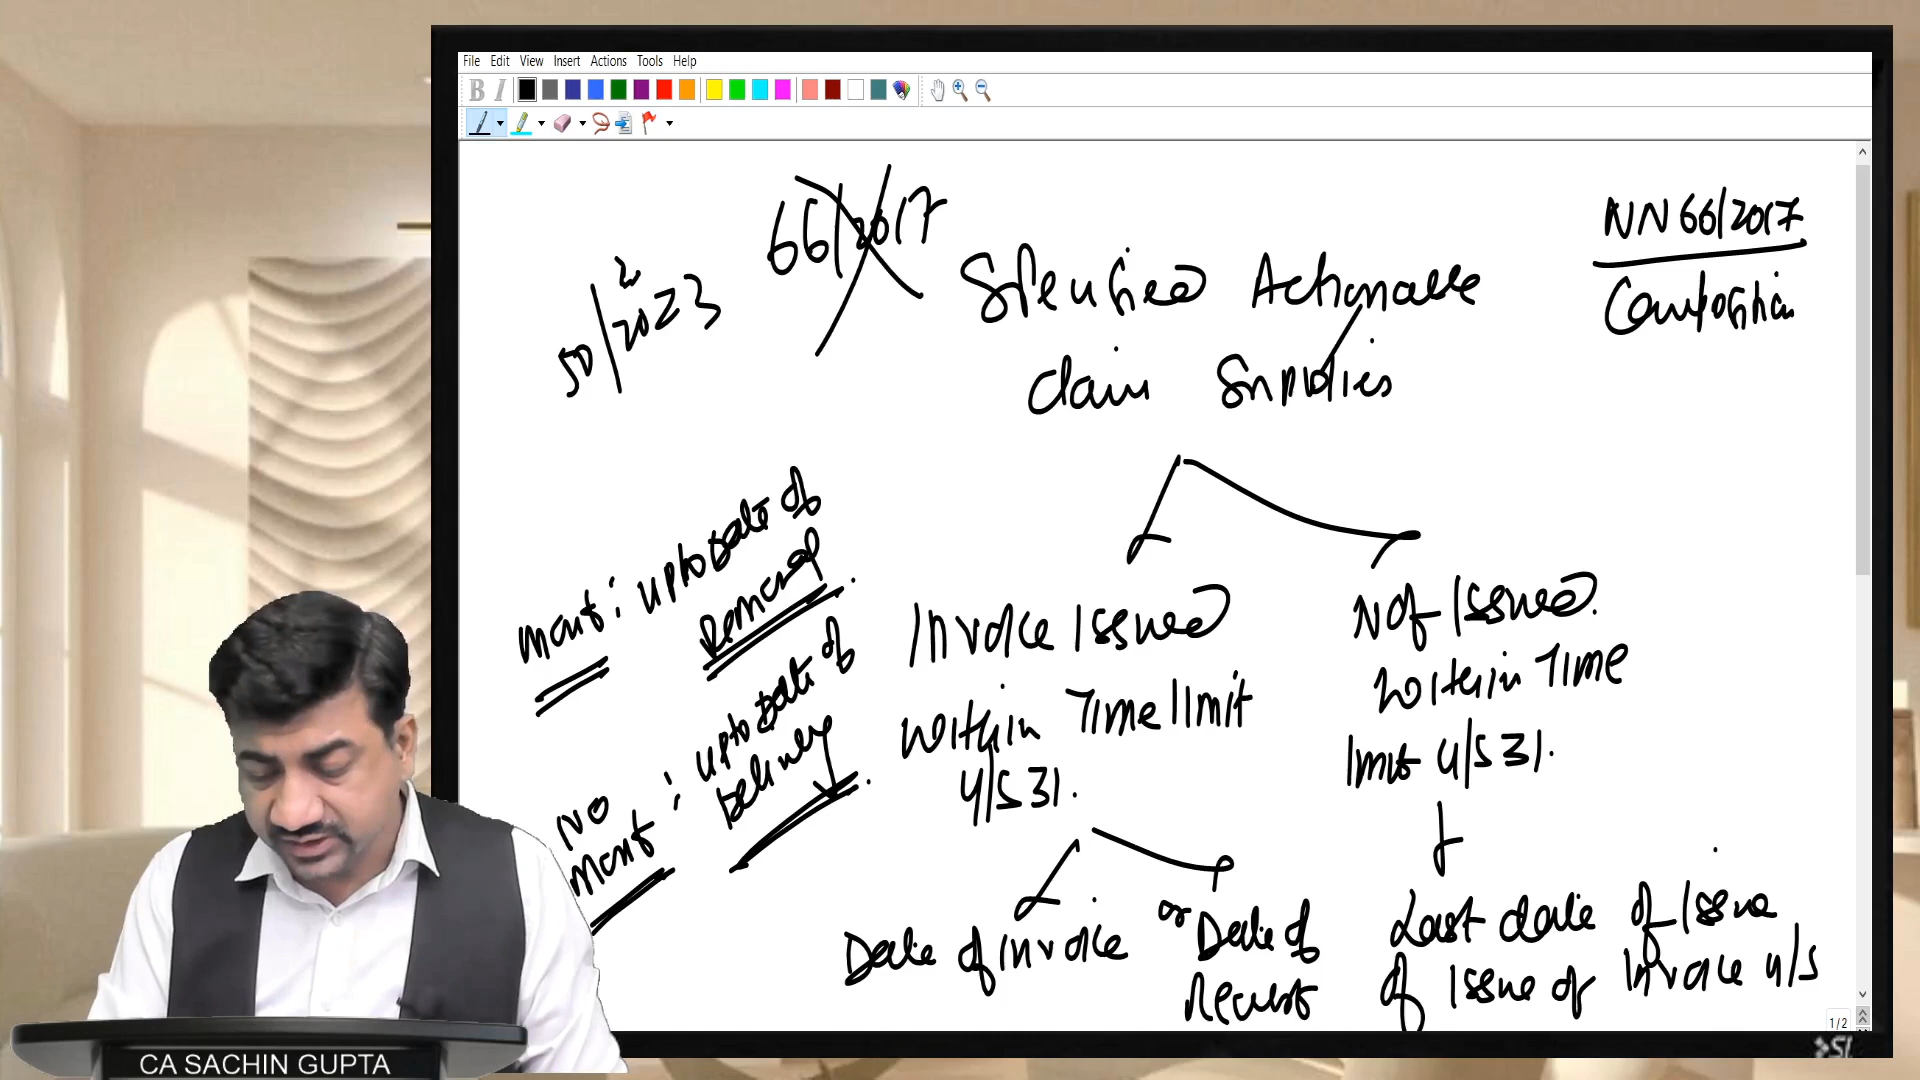 File Edit View Insert Actions Tools Help
B I
66/2017
50/2023
2
Specified Actionable
claim Supplies
NN 66/2017
Composition
Mont: upto Date of
Removal.
No
Mont: upto Date of
Delivery.
Invoice Issued
within Time limit
u/s 31.
Not Issued.
within Time
limit u/s 31.
Date of invoice
or Date of
Receipt
Last date of Issue
of Issue of Invoice u/s
1/2
CA SACHIN GUPTA